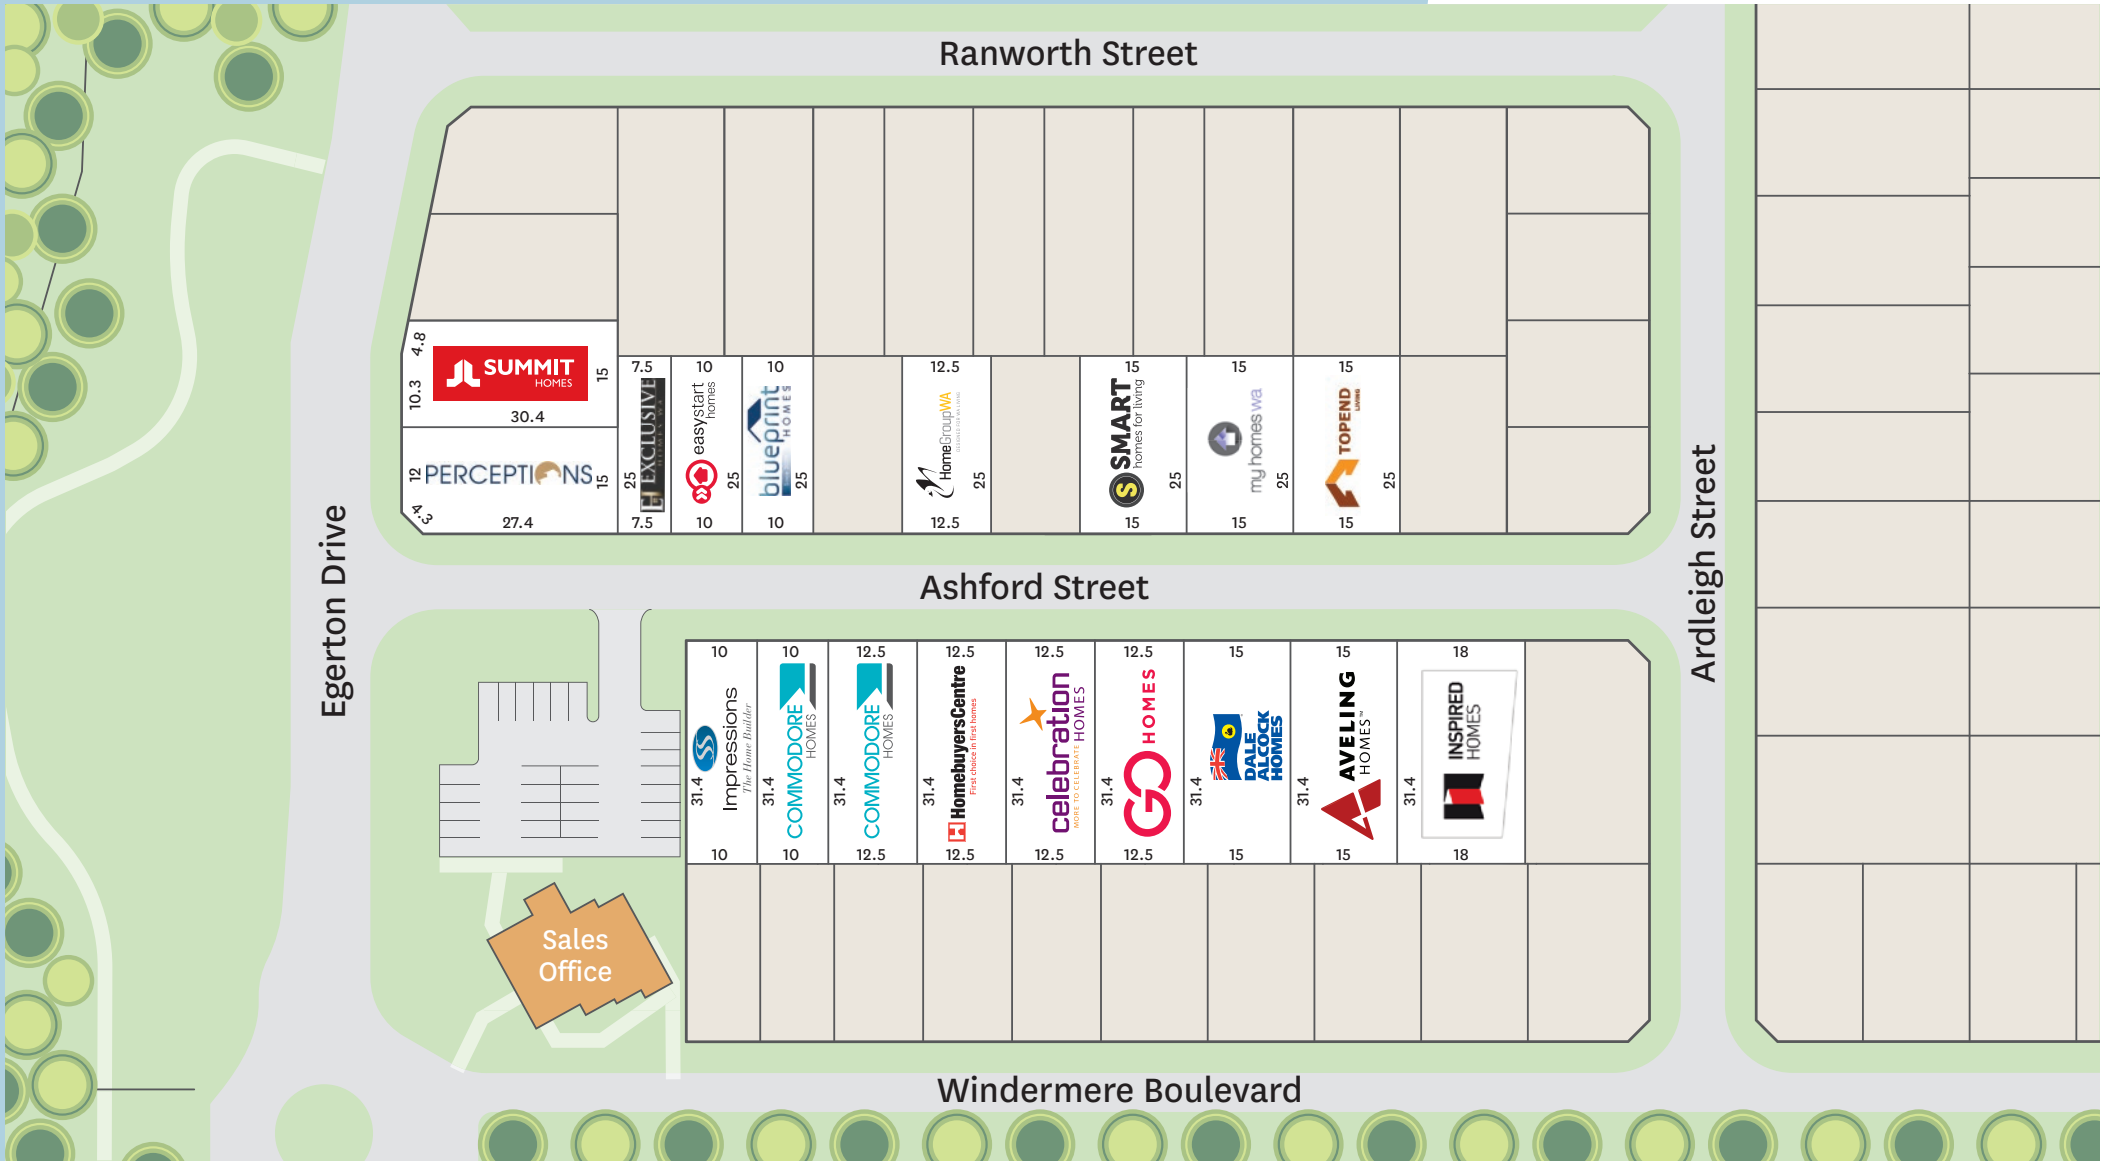 Ranworth Street
4.8
10.3
SUMMIT
HOMES
15
30.4
12
PERCEPTIONS
15
4.3
27.4
7.5
EXCLUSIVE
25
7.5
10
easystart
homes
25
10
10
blueprint
HOMES
25
10
12.5
HomeGroupWA
25
12.5
15
SMART
homes for living
25
15
15
my homes wa
25
15
15
TOPEND
LIVING
25
15
Ashford Street
Egerton Drive
Ardleigh Street
10
Impressions
The Home Builder
31.4
10
10
COMMODORE
HOMES
31.4
10
12.5
COMMODORE
HOMES
31.4
12.5
12.5
HomebuyersCentre
First choice in first homes
31.4
12.5
12.5
celebration
HOMES
MORE TO CELEBRATE
31.4
12.5
12.5
GO HOMES
31.4
12.5
15
DALE
ALCOCK
HOMES
31.4
15
15
AVELING
HOMES™
31.4
15
18
INSPIRED
HOMES
31.4
18
Sales
Office
Windermere Boulevard